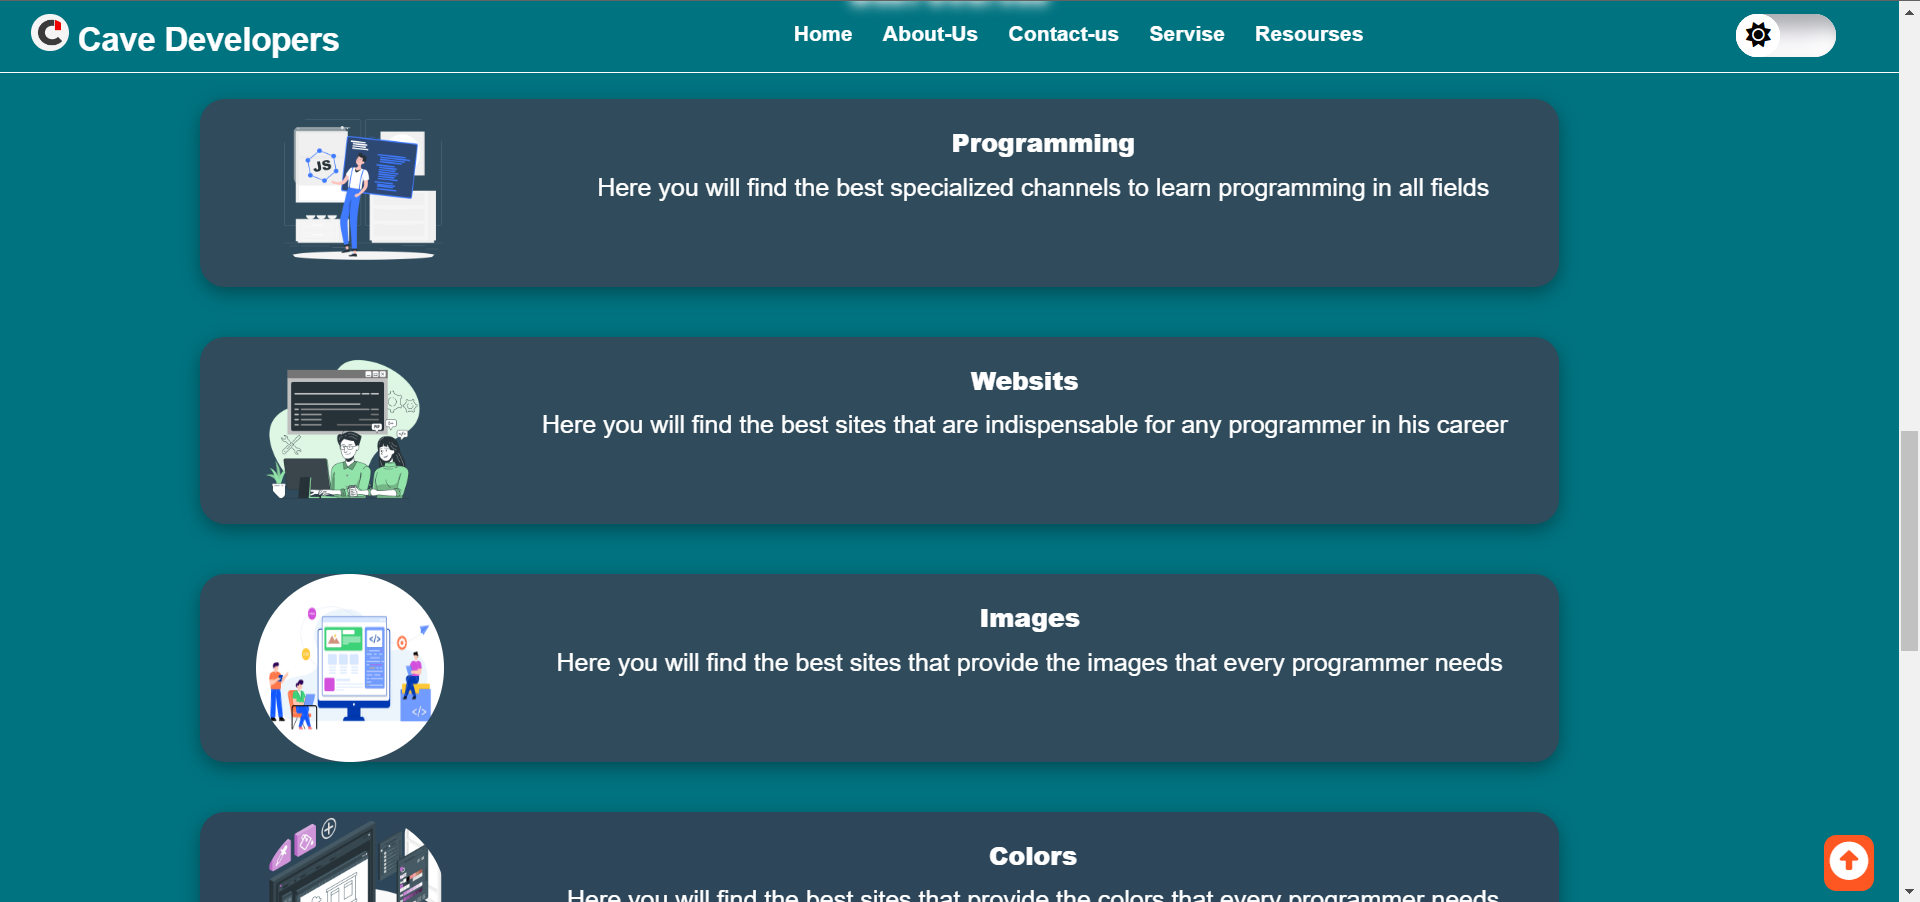 Cave Developers
Home About-Us Contact-us Servise Resourses
Programming
JS
Here you will find the best specialized channels to learn programming in all fields
Websits
Here you will find the best sites that are indispensable for any programmer in his career
Images
Here you will find the best sites that provide the images that every programmer needs
</>
</>
Colors
Here you will find the best sites that provide the colors that every programmer needs